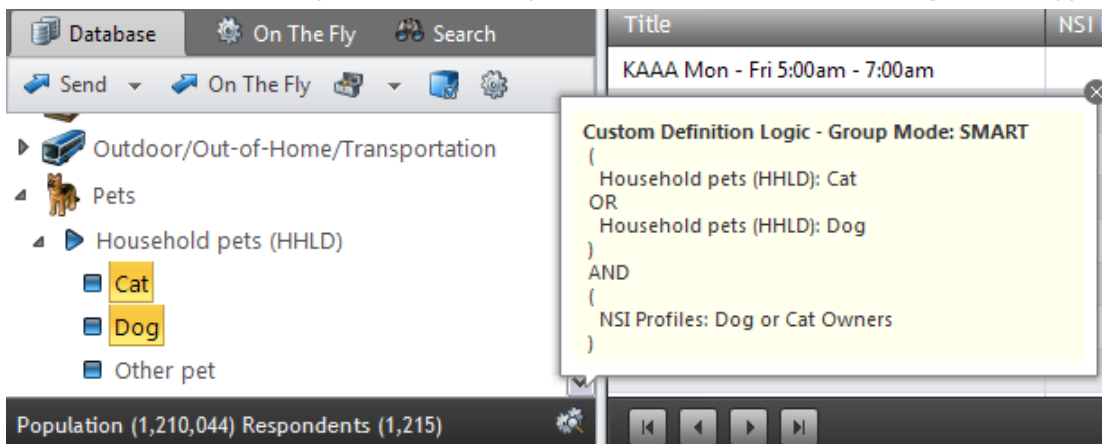 Database
On The Fly
Search
Send
On The Fly
Outdoor/Out-of-Home/Transportation
Pets
Household pets (HHLD)
Cat
Dog
Other pet
Population (1,210,044) Respondents (1,215)
Title
NSI
KAAA Mon - Fri 5:00am - 7:00am
Custom Definition Logic - Group Mode: SMART
(
Household pets (HHLD): Cat
OR
Household pets (HHLD): Dog
)
AND
(
NSI Profiles: Dog or Cat Owners
)